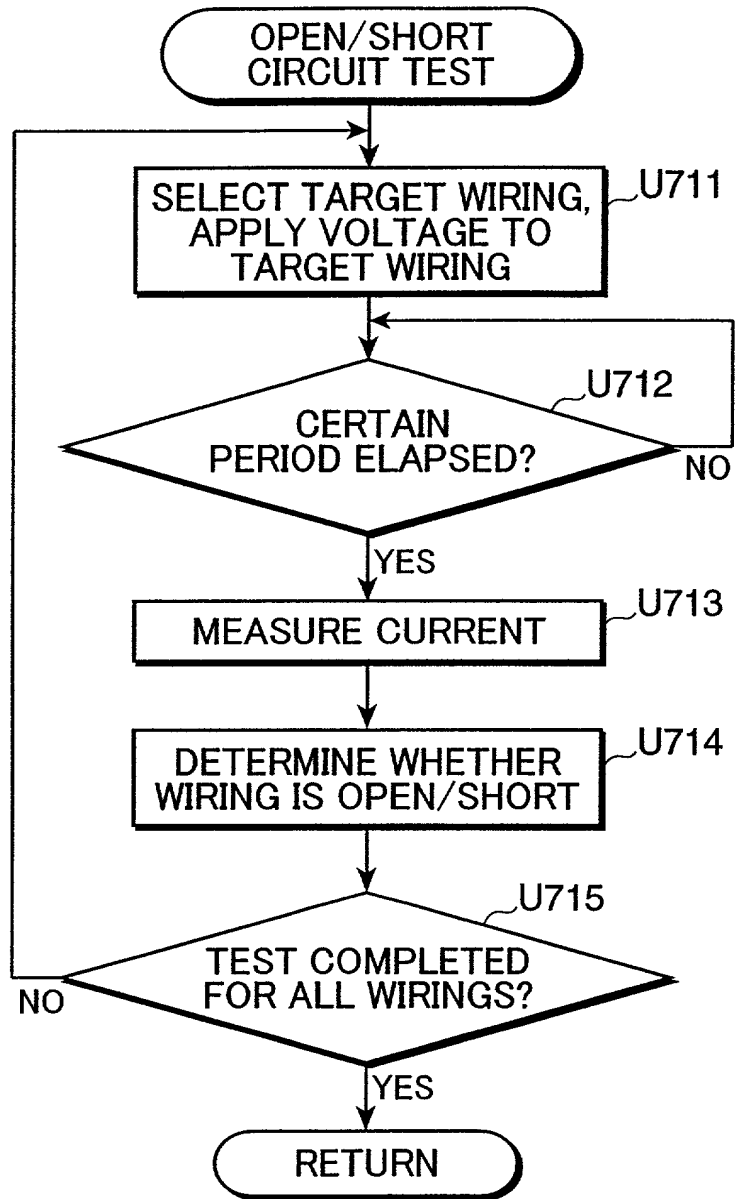 OPEN/SHORT
CIRCUIT TEST
U711
SELECT TARGET WIRING,
APPLY VOLTAGE TO
TARGET WIRING
U712
CERTAIN
PERIOD ELAPSED?
NO
YES
U713
MEASURE CURRENT
U714
DETERMINE WHETHER
WIRING IS OPEN/SHORT
U715
TEST COMPLETED
FOR ALL WIRINGS?
NO
YES
RETURN